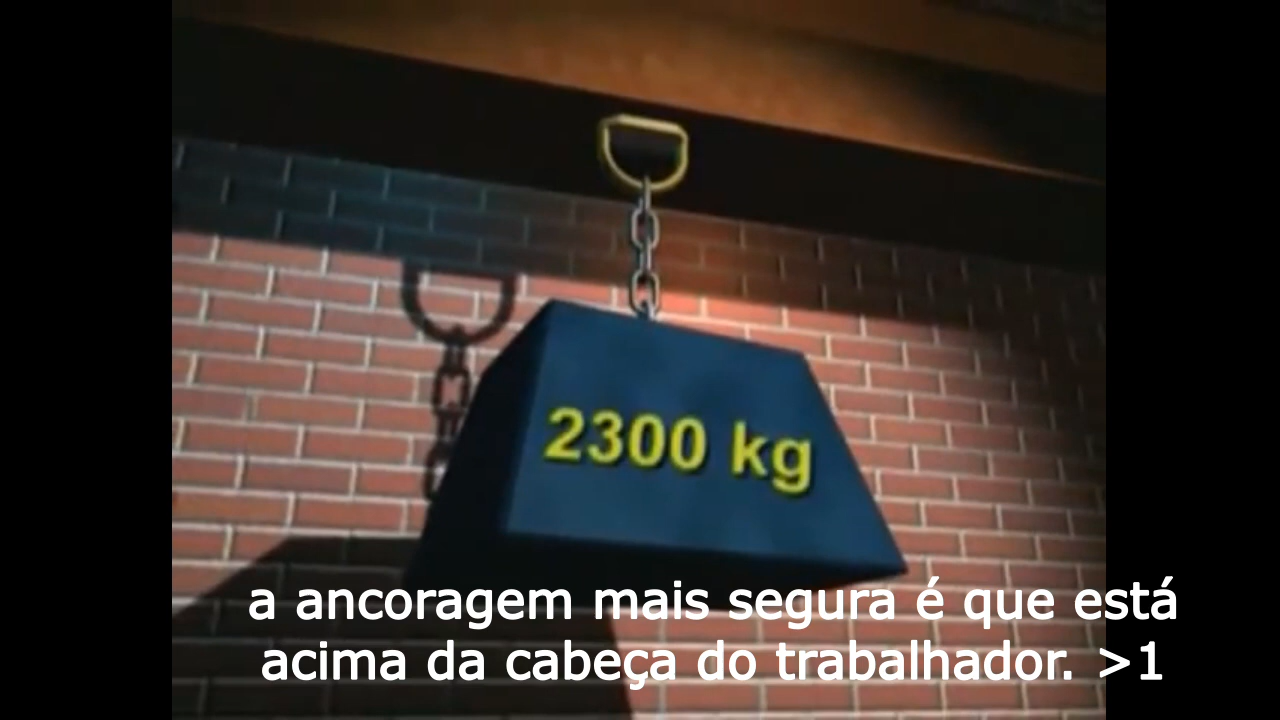 2300 kg
a ancoragem mais segura é que está
acima da cabeça do trabalhador. >1